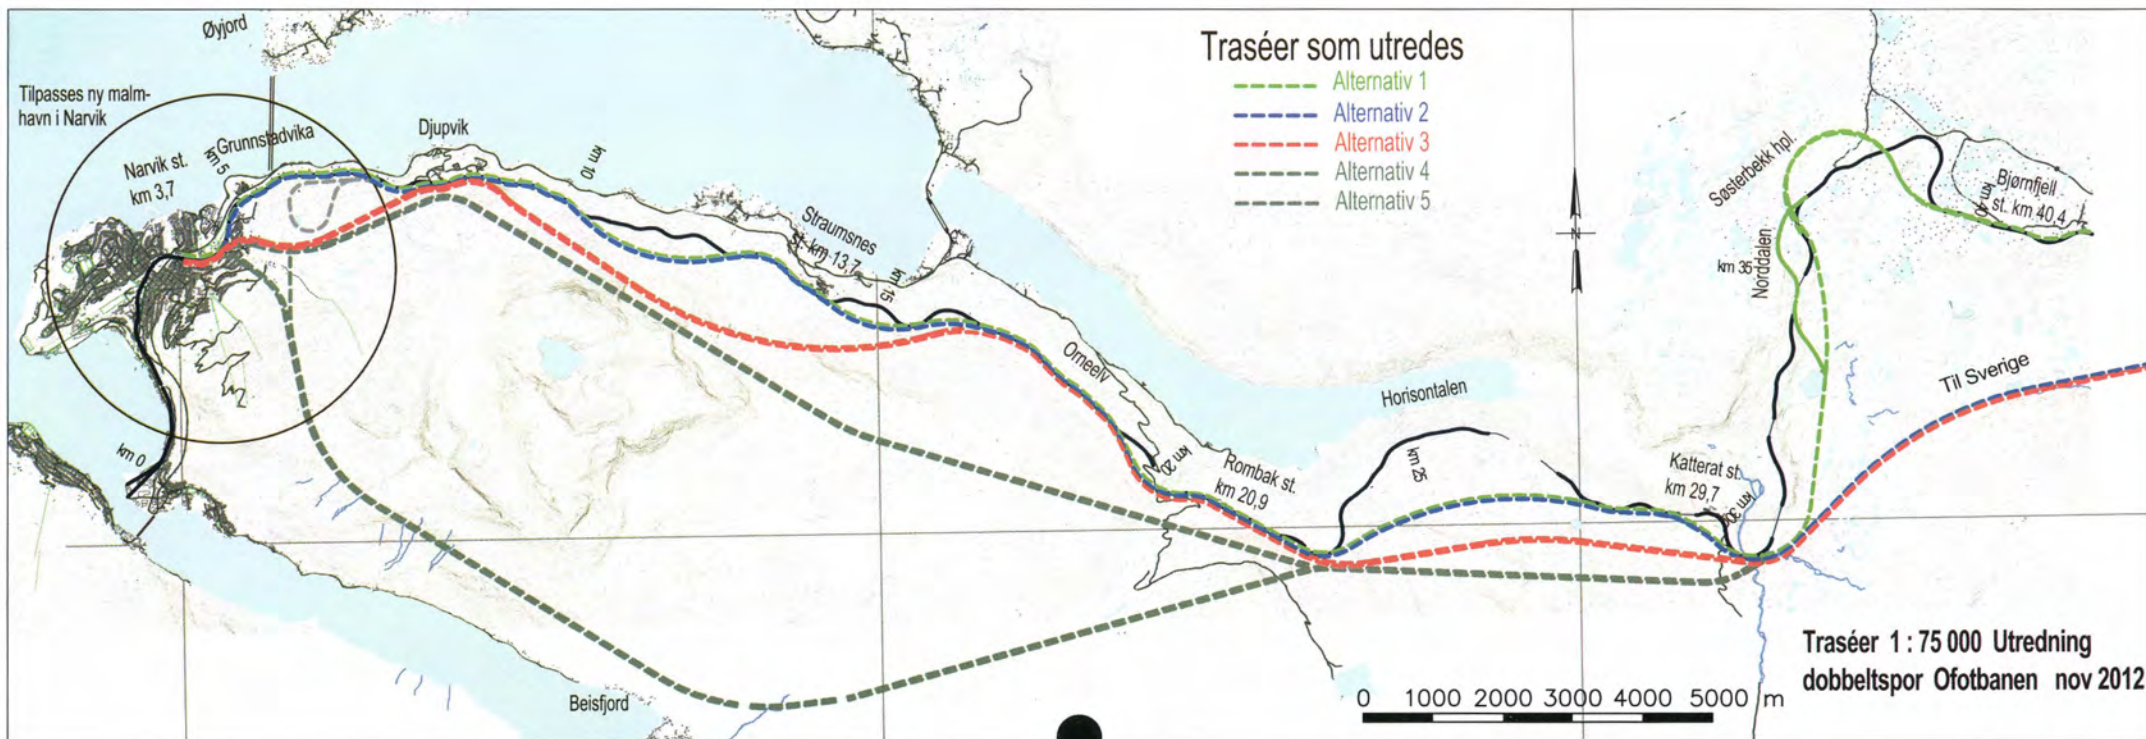 Øyjord
Tilpasses ny malm-
havn i Narvik
Narvik st.
km 3,7
km 5
Grunnstadvika
Djupvik
km 10
Straumsnes
st. km 13,7
km 15
Traséer som utredes
Alternativ 1
Alternativ 2
Alternativ 3
Alternativ 4
Alternativ 5
N
Søsterbekk hpl.
Bjørnfjell
st. km 40,4
km 40
Norddalen
km 35
Orneelv
Horisontalen
Til Sverige
km 0
km 20
Rombak st.
km 20,9
km 25
Katterat st.
km 29,7
km 30
Beisfjord
Traséer 1 : 75 000 Utredning
dobbeltspor Ofotbanen nov 2012
0 1000 2000 3000 4000 5000 m